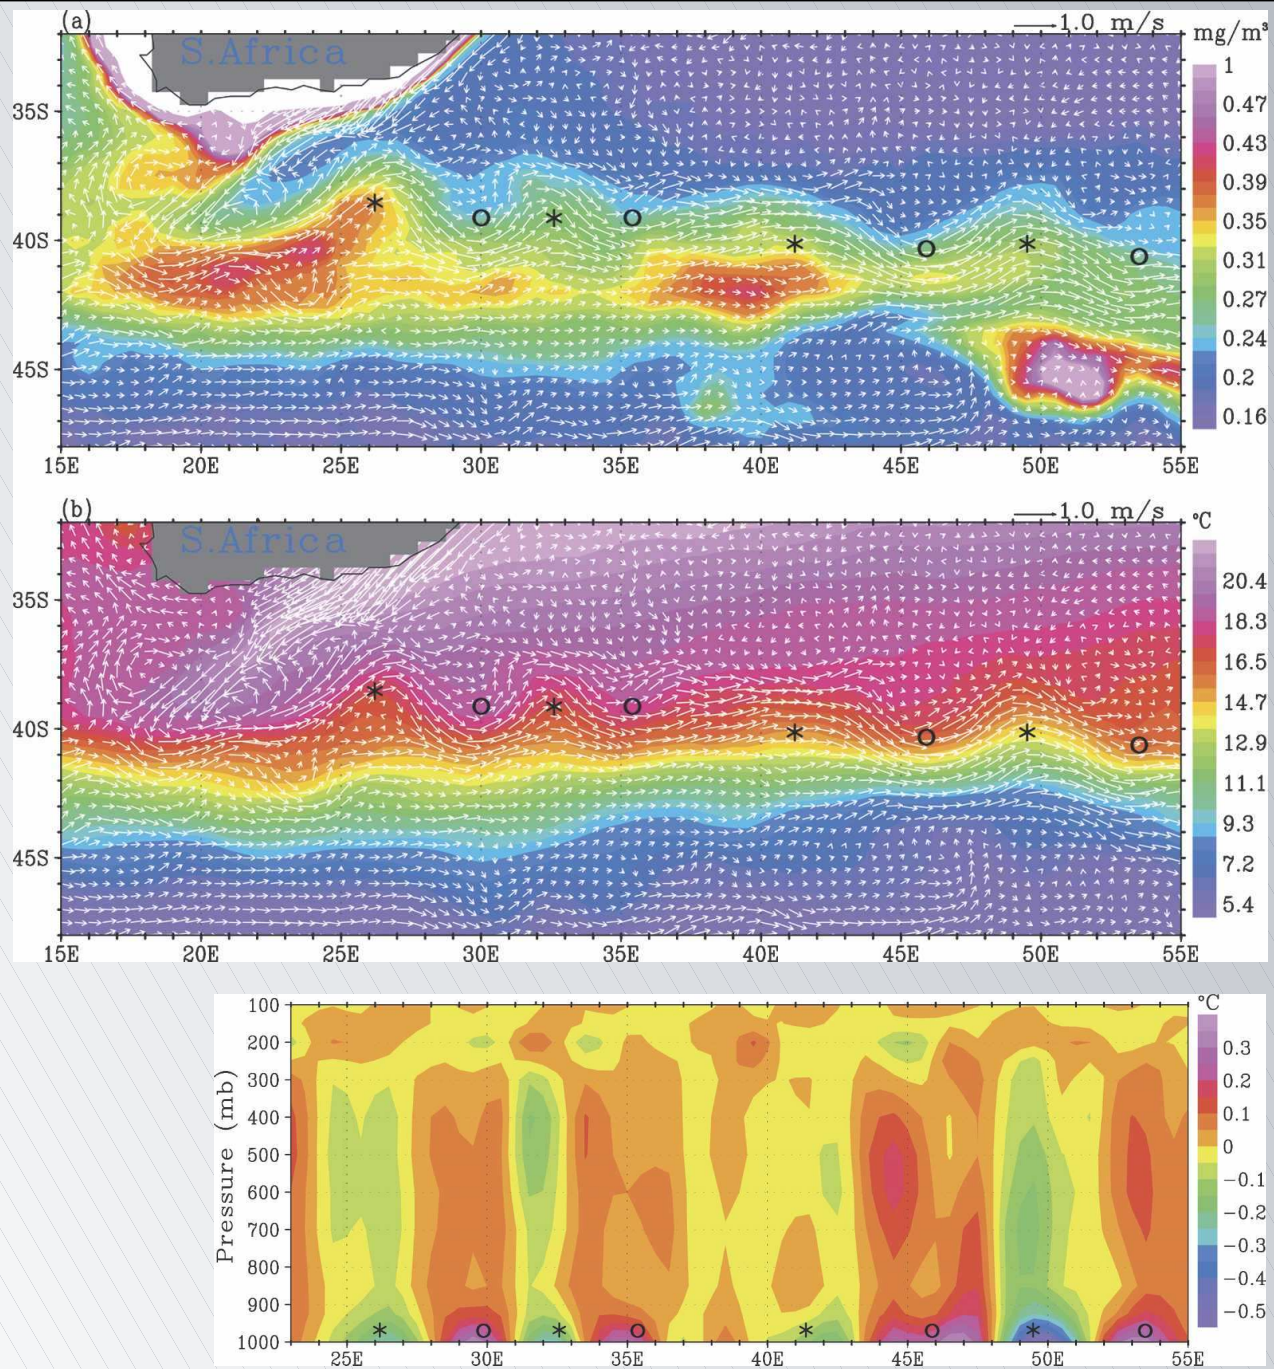 (a)
1.0 m/s
mg/m³
S.Africa
1
0.47
0.43
0.39
0.35
0.31
0.27
0.24
0.2
0.16
35S
40S
45S
15E 20E 25E 30E 35E 40E 45E 50E 55E
(b)
1.0 m/s
°C
S.Africa
20.4
18.3
16.5
14.7
12.9
11.1
9.3
7.2
5.4
35S
40S
45S
15E 20E 25E 30E 35E 40E 45E 50E 55E
°C
Pressure (mb)
100
200
300
400
500
600
700
800
900
1000
0.3
0.2
0.1
0
−0.1
−0.2
−0.3
−0.4
−0.5
25E 30E 35E 40E 45E 50E 55E